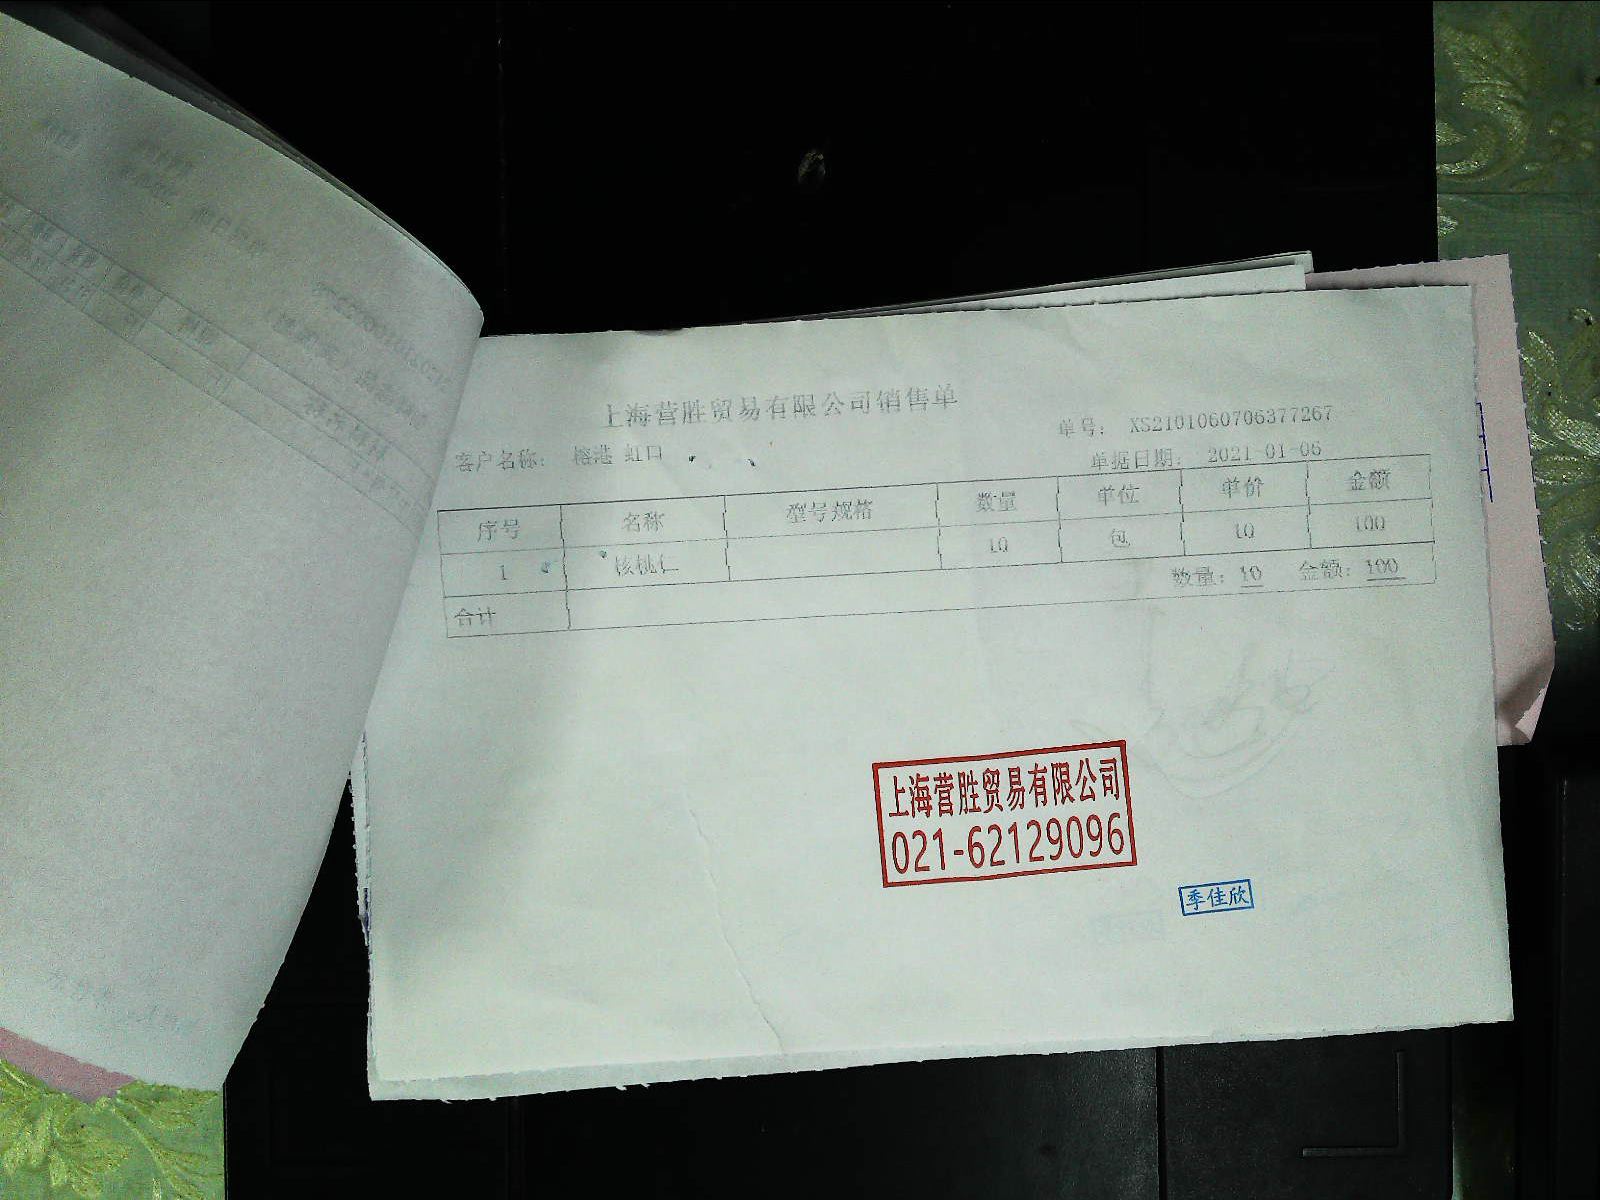 上海营胜贸易有限公司销售单
单号: XS2101060706377267
客户名称: 榕港 虹口
单据日期: 2021-01-06
序号 名称 型号规格 数量 单位 单价 金额
1 核桃仁 10 包 10 100
合计 数量: 10 金额: 100
上海营胜贸易有限公司
021-62129096
季佳欣